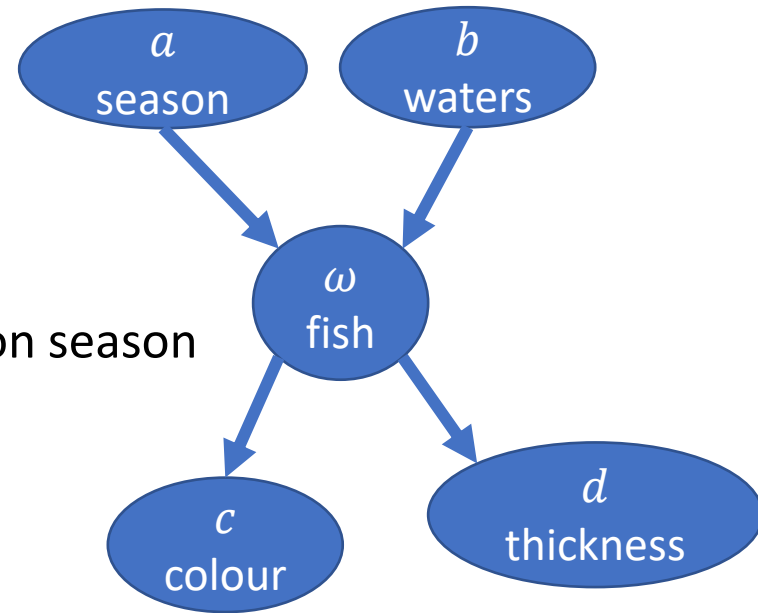 a
season
b
waters
ω
fish
on season
c
colour
d
thickness